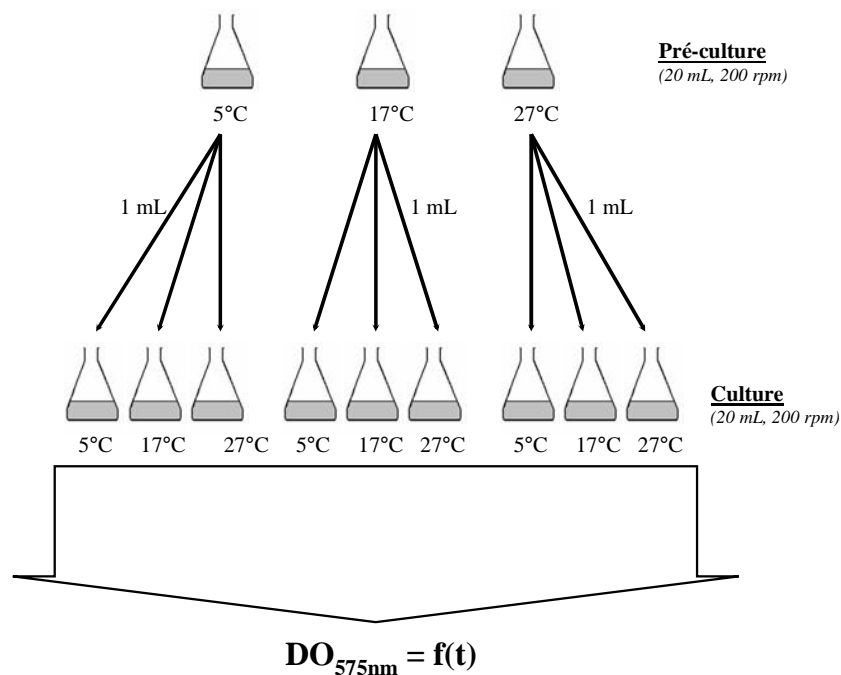 Pré-culture
(20 mL, 200 rpm)
5°C 17°C 27°C
1 mL 1 mL 1 mL
Culture
(20 mL, 200 rpm)
5°C 17°C 27°C 5°C 17°C 27°C 5°C 17°C 27°C
DO575nm = f(t)